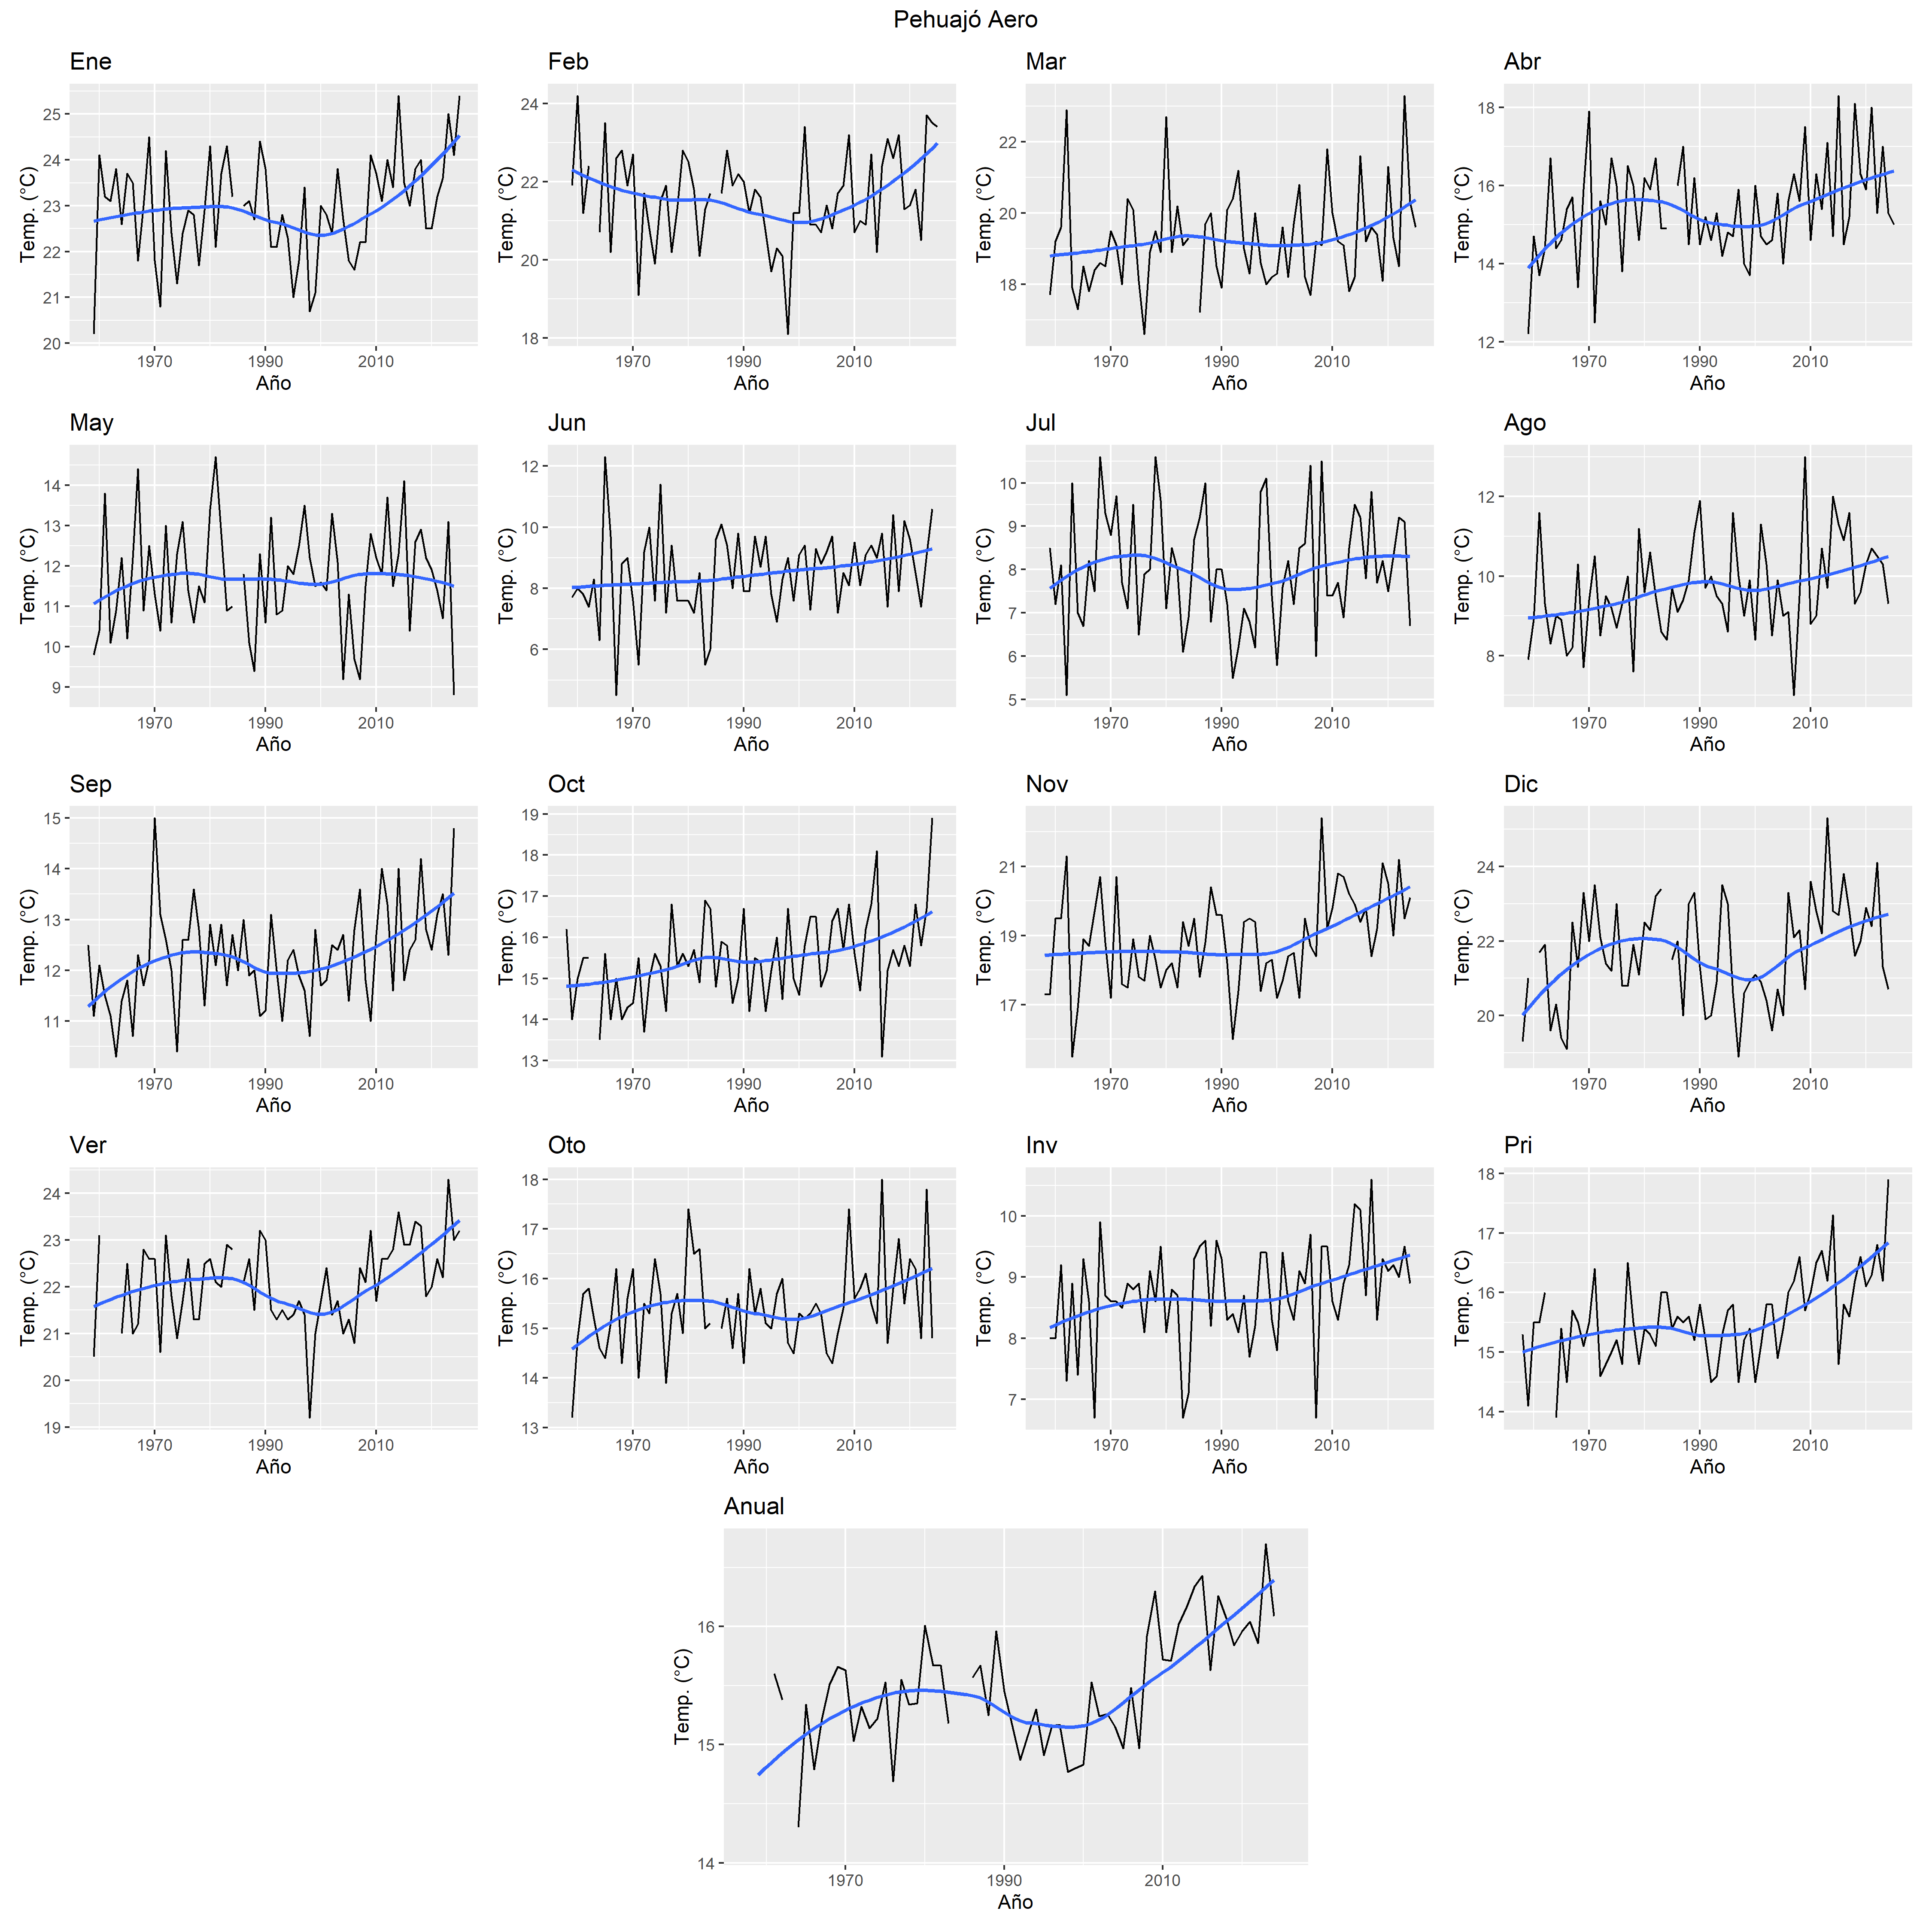 Pehuajó Aero
Ene Feb Mar Abr
Temp. (°C) Temp. (°C) Temp. (°C) Temp. (°C)
25 24 23 22 21 20
24 22 20 18
22 20 18
18 16 14 12
1970 1990 2010 1970 1990 2010 1970 1990 2010 1970 1990 2010
Año Año Año Año
May Jun Jul Ago
Temp. (°C) Temp. (°C) Temp. (°C) Temp. (°C)
14 13 12 11 10 9
12 10 8 6
10 9 8 7 6 5
12 10 8
1970 1990 2010 1970 1990 2010 1970 1990 2010 1970 1990 2010
Año Año Año Año
Sep Oct Nov Dic
Temp. (°C) Temp. (°C) Temp. (°C) Temp. (°C)
15 14 13 12 11
19 18 17 16 15 14 13
21 19 17
24 22 20
1970 1990 2010 1970 1990 2010 1970 1990 2010 1970 1990 2010
Año Año Año Año
Ver Oto Inv Pri
Temp. (°C) Temp. (°C) Temp. (°C) Temp. (°C)
24 23 22 21 20 19
18 17 16 15 14 13
10 9 8 7
18 17 16 15 14
1970 1990 2010 1970 1990 2010 1970 1990 2010 1970 1990 2010
Año Año Año Año
Anual
Temp. (°C)
16
15
14
1970 1990 2010
Año